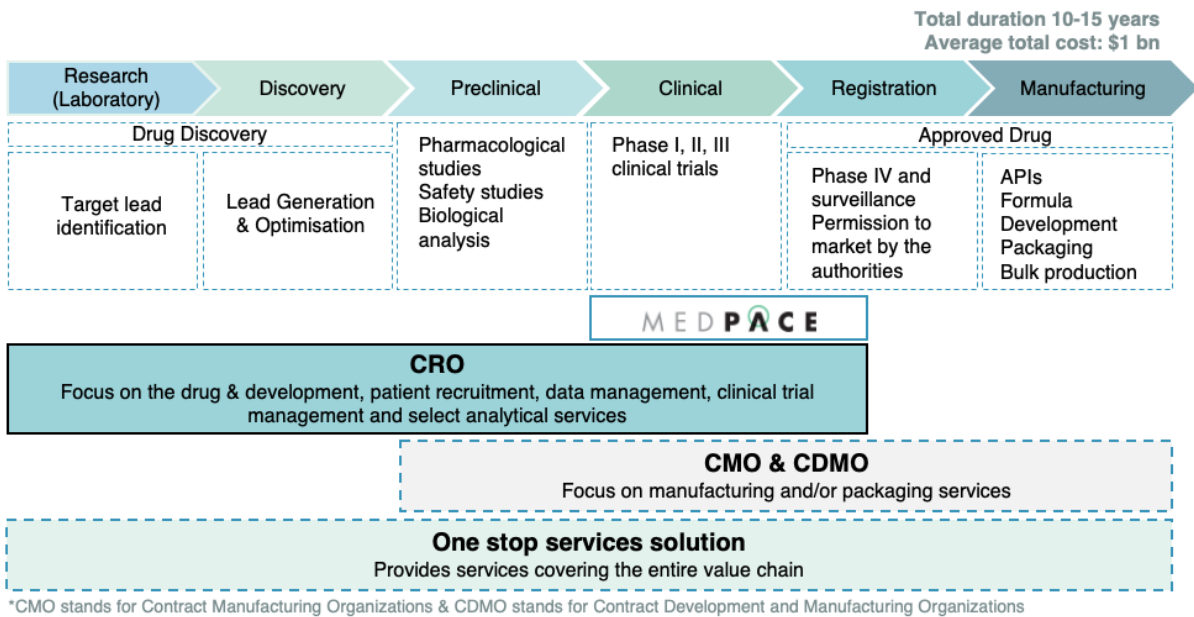 Total duration 10-15 years
Average total cost: $1 bn
Research
(Laboratory)
Discovery
Preclinical
Clinical
Registration
Manufacturing
Drug Discovery
Approved Drug
Target lead
identification
Lead Generation
& Optimisation
Pharmacological
studies
Safety studies
Biological
analysis
Phase I, II, III
clinical trials
Phase IV and
surveillance
Permission to
market by the
authorities
APIs
Formula
Development
Packaging
Bulk production
MEDPACE
CRO
Focus on the drug & development, patient recruitment, data management, clinical trial
management and select analytical services
CMO & CDMO
Focus on manufacturing and/or packaging services
One stop services solution
Provides services covering the entire value chain
*CMO stands for Contract Manufacturing Organizations & CDMO stands for Contract Development and Manufacturing Organizations